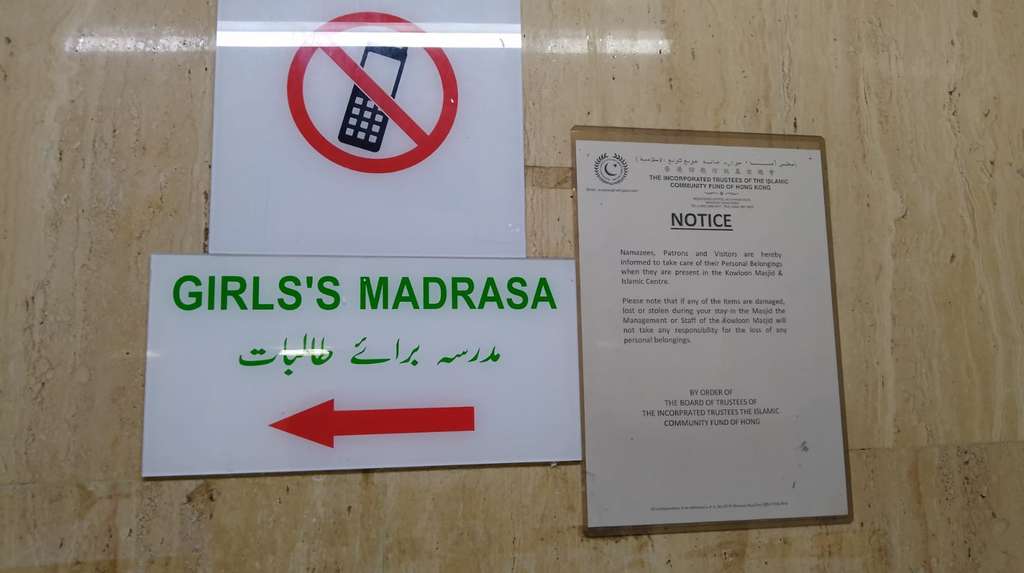 GIRLS'S MADRASA
مدرسہ برائے طالبات
THE INCORPORATED TRUSTEES OF THE ISLAMIC
COMMUNITY FUND OF HONG KONG
NOTICE
Namazees, Patrons and Visitors are hereby
informed to take care of their Personal Belongings
when they are present in the Kowloon Masjid &
Islamic Centre.
Please note that if any of the items are damaged,
lost or stolen during your stay in the Masjid the
Management or Staff of the Kowloon Masjid will
not take any responsibility for the loss of any
personal belongings.
BY ORDER OF
THE BOARD OF TRUSTEES OF
THE INCORPRATED TRUSTEES THE ISLAMIC
COMMUNITY FUND OF HONG